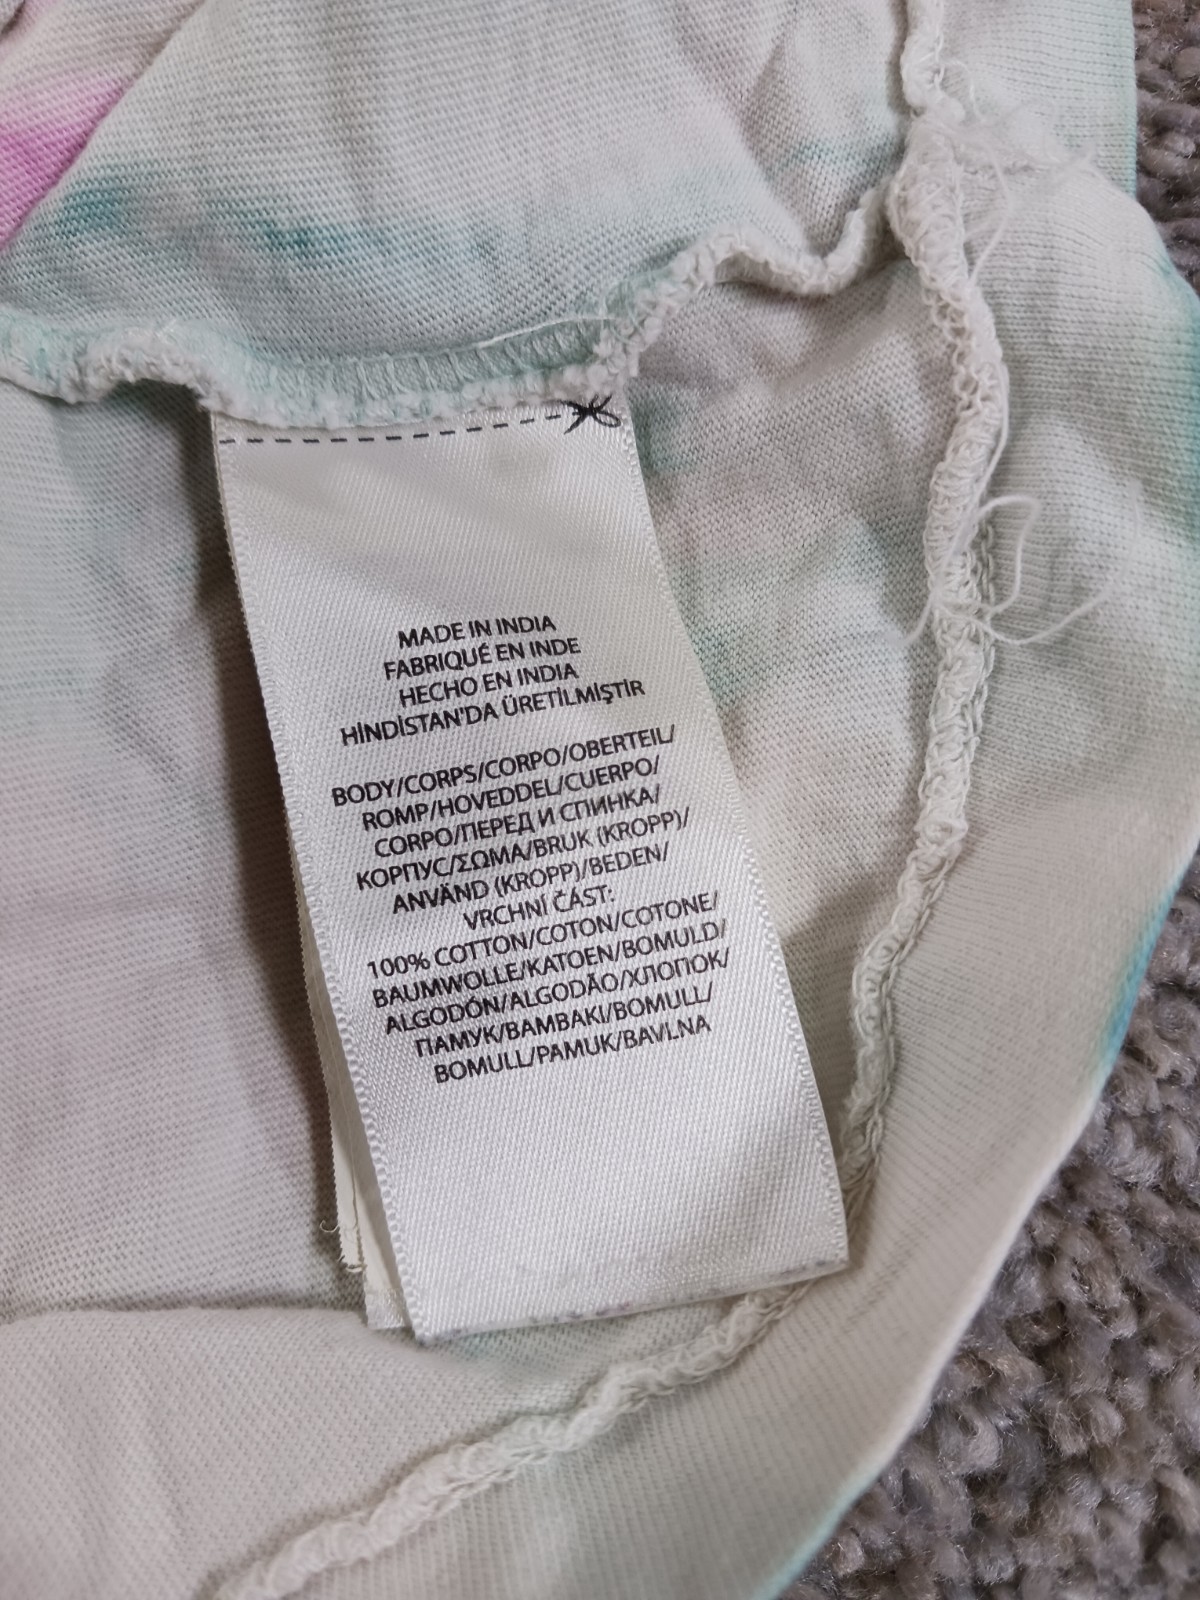 MADE IN INDIA
FABRIQUÉ EN INDE
HECHO EN INDIA
HİNDİSTAN'DA ÜRETİLMİŞTİR
BODY/CORPS/CORPO/OBERTEIL/
ROMP/HOVEDDEL/CUERPO/
CORPO/ПЕРЕД И СПИНКА/
КОРПУС/ΣΩΜΑ/BRUK (KROPP)/
ANVÄND (KROPP)/BEDEN/
VRCHNÍ ČÁST:
100% COTTON/COTON/COTONE/
BAUMWOLLE/KATOEN/BOMULD/
ALGODÓN/ALGODÃO/ХЛОПОК/
ПАМУК/ΒΑΜΒΑΚΙ/BOMULL/
BOMULL/PAMUK/BAVLNA